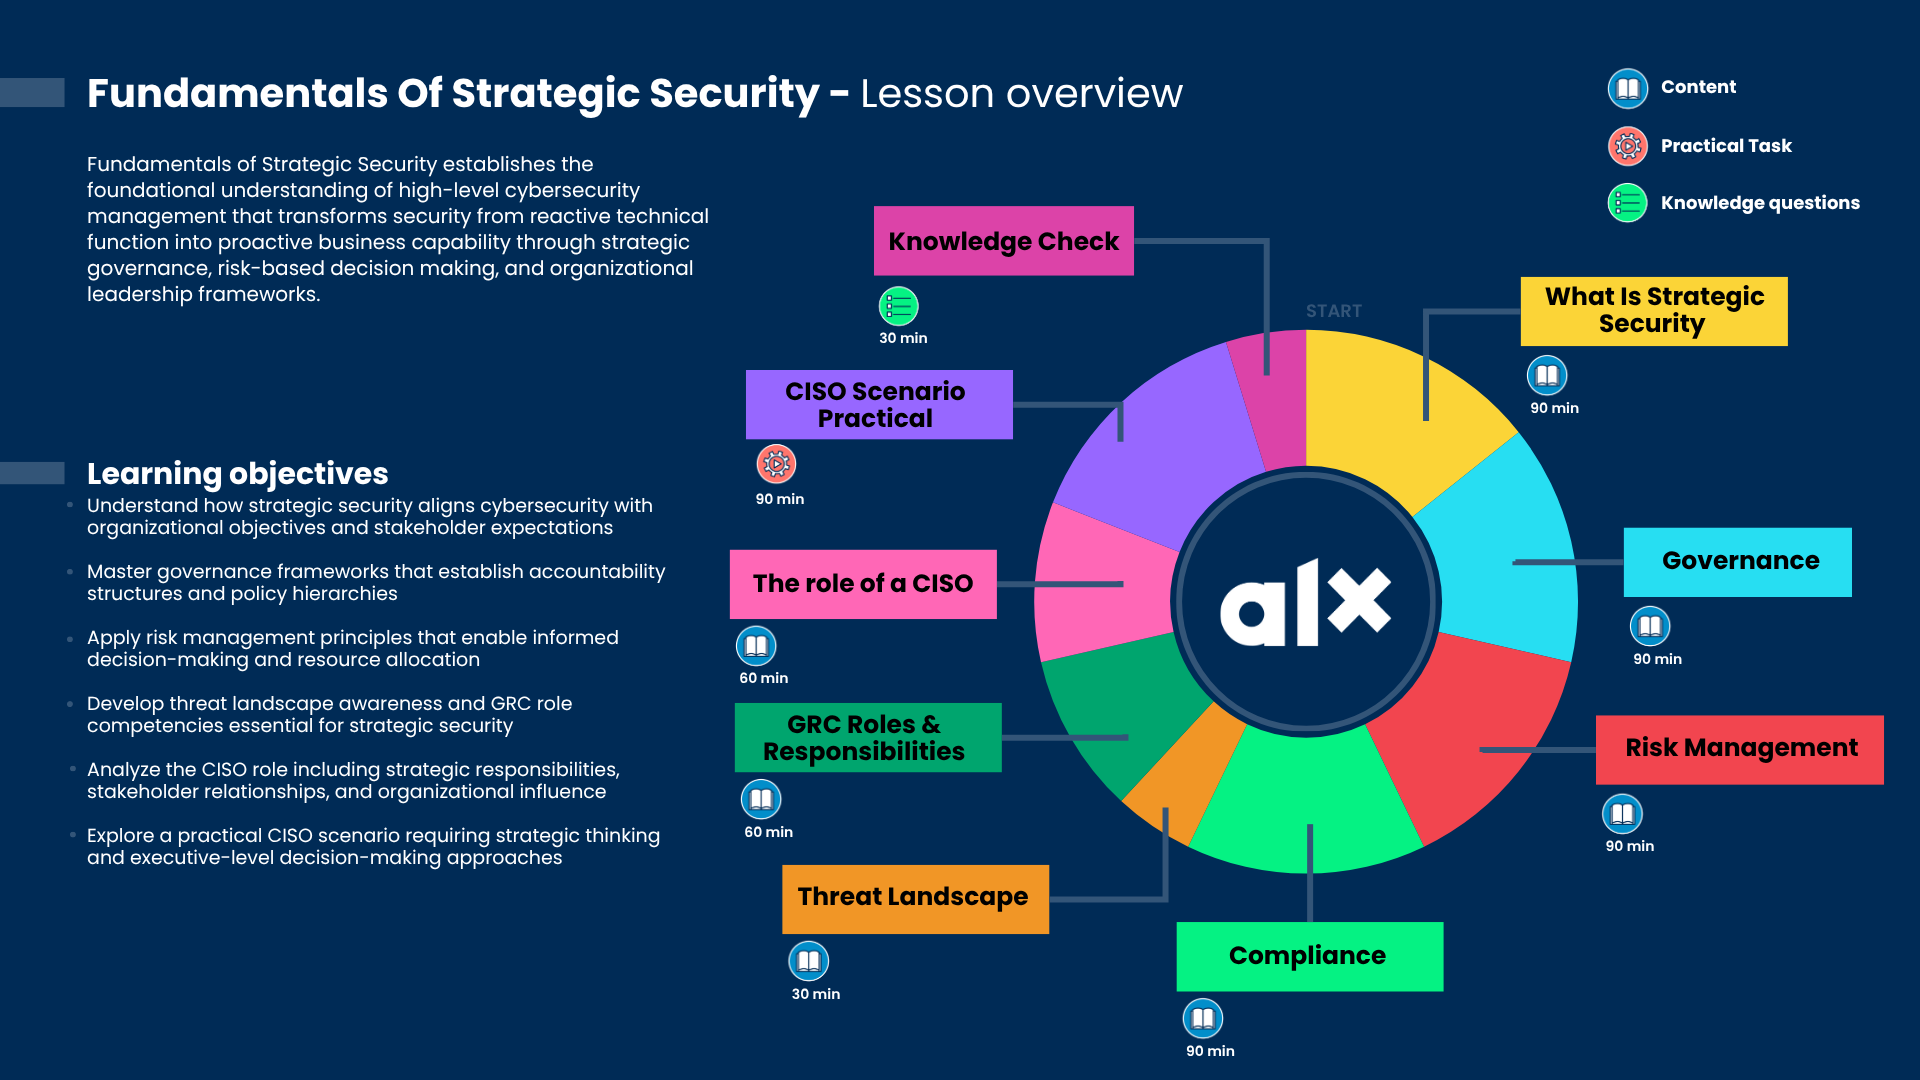 Fundamentals Of Strategic Security - Lesson overview
Fundamentals of Strategic Security establishes the
foundational understanding of high-level cybersecurity
management that transforms security from reactive technical
function into proactive business capability through strategic
governance, risk-based decision making, and organizational
leadership frameworks.
Learning objectives
Understand how strategic security aligns cybersecurity with
organizational objectives and stakeholder expectations
Master governance frameworks that establish accountability
structures and policy hierarchies
Apply risk management principles that enable informed
decision-making and resource allocation
Develop threat landscape awareness and GRC role
competencies essential for strategic security
Analyze the CISO role including strategic responsibilities,
stakeholder relationships, and organizational influence
Explore a practical CISO scenario requiring strategic thinking
and executive-level decision-making approaches
Content
Practical Task
Knowledge questions
START
What Is Strategic
Security
90 min
Governance
90 min
Risk Management
90 min
Compliance
90 min
Threat Landscape
30 min
GRC Roles &
Responsibilities
60 min
The role of a CISO
60 min
CISO Scenario
Practical
90 min
Knowledge Check
30 min
alx